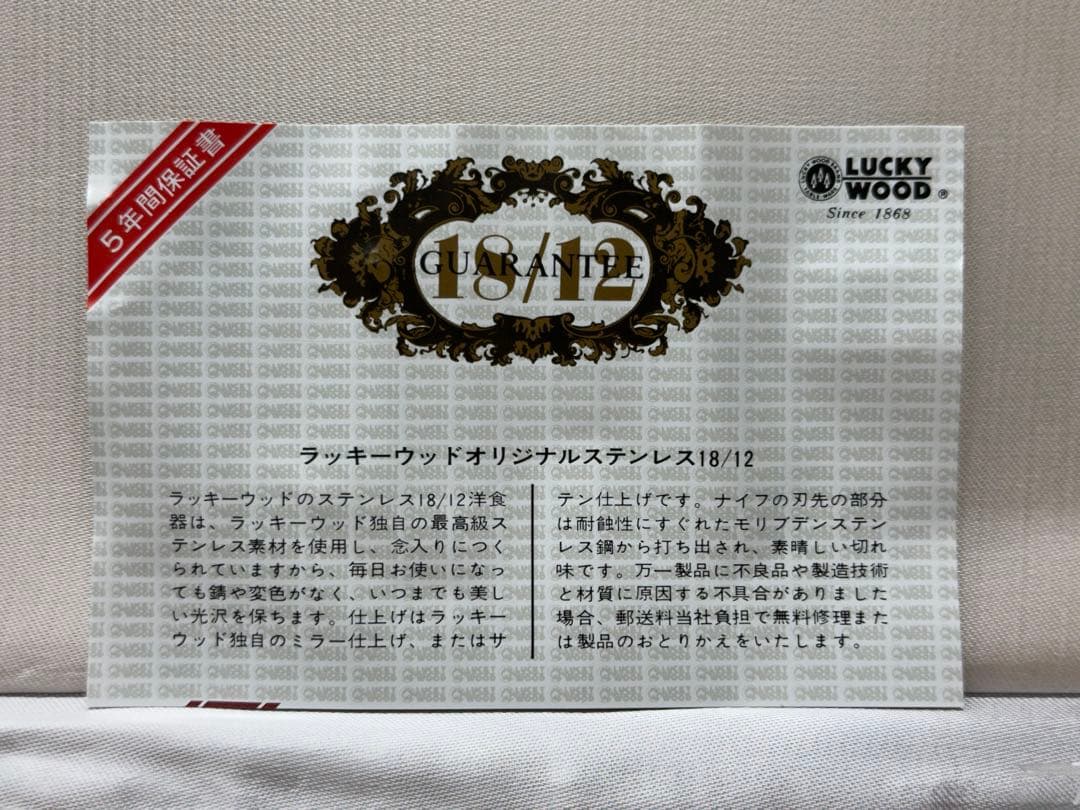 5年間保証書
LUCKY
WOOD®
Since 1868
GUARANTEE
18/12
ラッキーウッドオリジナルステンレス18/12
ラッキーウッドのステンレス18/12洋食
器は、ラッキーウッド独自の最高級ス
テンレス素材を使用し、念入りにつく
られていますから、毎日お使いになっ
ても錆や変色がなく、いつまでも美し
い光沢を保ちます。仕上げはラッキー
ウッド独自のミラー仕上げ、またはサ
テン仕上げです。ナイフの刃先の部分
は耐蝕性にすぐれたモリブデンステン
レス鋼から打ち出され、素晴しい切れ
味です。万一製品に不良品や製造技術
と材質に原因する不具合がありました
場合、郵送料当社負担で無料修理また
は製品のおとりかえをいたします。